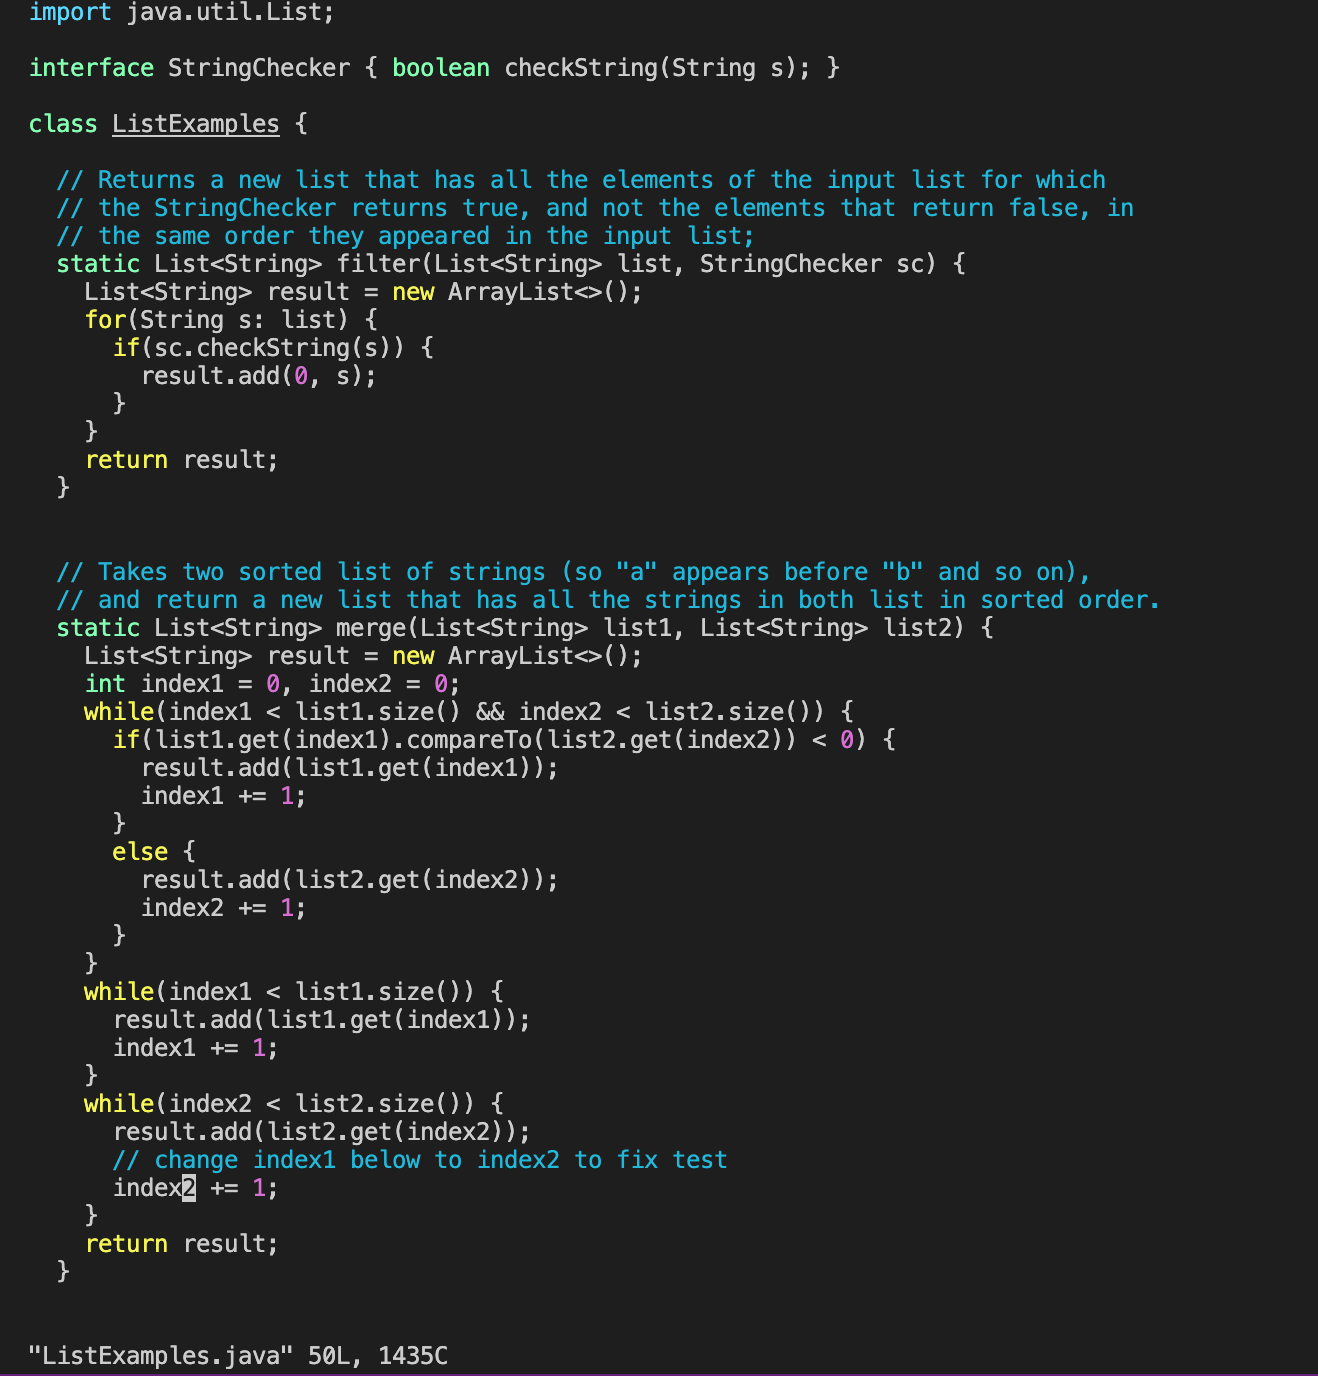 import java.util.List;

interface StringChecker { boolean checkString(String s); }

class ListExamples {

  // Returns a new list that has all the elements of the input list for which
  // the StringChecker returns true, and not the elements that return false, in
  // the same order they appeared in the input list;
  static List<String> filter(List<String> list, StringChecker sc) {
    List<String> result = new ArrayList<>();
    for(String s: list) {
      if(sc.checkString(s)) {
        result.add(0, s);
      }
    }
    return result;
  }


  // Takes two sorted list of strings (so "a" appears before "b" and so on),
  // and return a new list that has all the strings in both list in sorted order.
  static List<String> merge(List<String> list1, List<String> list2) {
    List<String> result = new ArrayList<>();
    int index1 = 0, index2 = 0;
    while(index1 < list1.size() && index2 < list2.size()) {
      if(list1.get(index1).compareTo(list2.get(index2)) < 0) {
        result.add(list1.get(index1));
        index1 += 1;
      }
      else {
        result.add(list2.get(index2));
        index2 += 1;
      }
    }
    while(index1 < list1.size()) {
      result.add(list1.get(index1));
      index1 += 1;
    }
    while(index2 < list2.size()) {
      result.add(list2.get(index2));
      // change index1 below to index2 to fix test
      index2 += 1;
    }
    return result;
  }


"ListExamples.java" 50L, 1435C